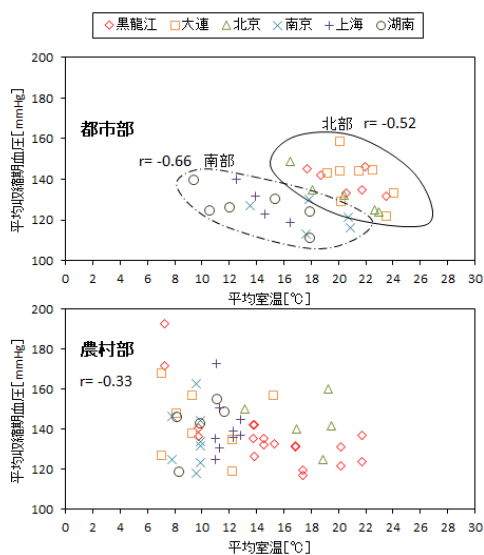 黒龍江 大連 北京 南京 上海 湖南
200
180
160
140
120
100
平均収縮期血圧[mmHg]
都市部
北部 r= -0.52
r= -0.66 南部
0 2 4 6 8 10 12 14 16 18 20 22 24 26 28 30
平均室温[℃]
200
180
160
140
120
100
平均収縮期血圧[mmHg]
農村部
r= -0.33
0 2 4 6 8 10 12 14 16 18 20 22 24 26 28 30
平均室温[℃]